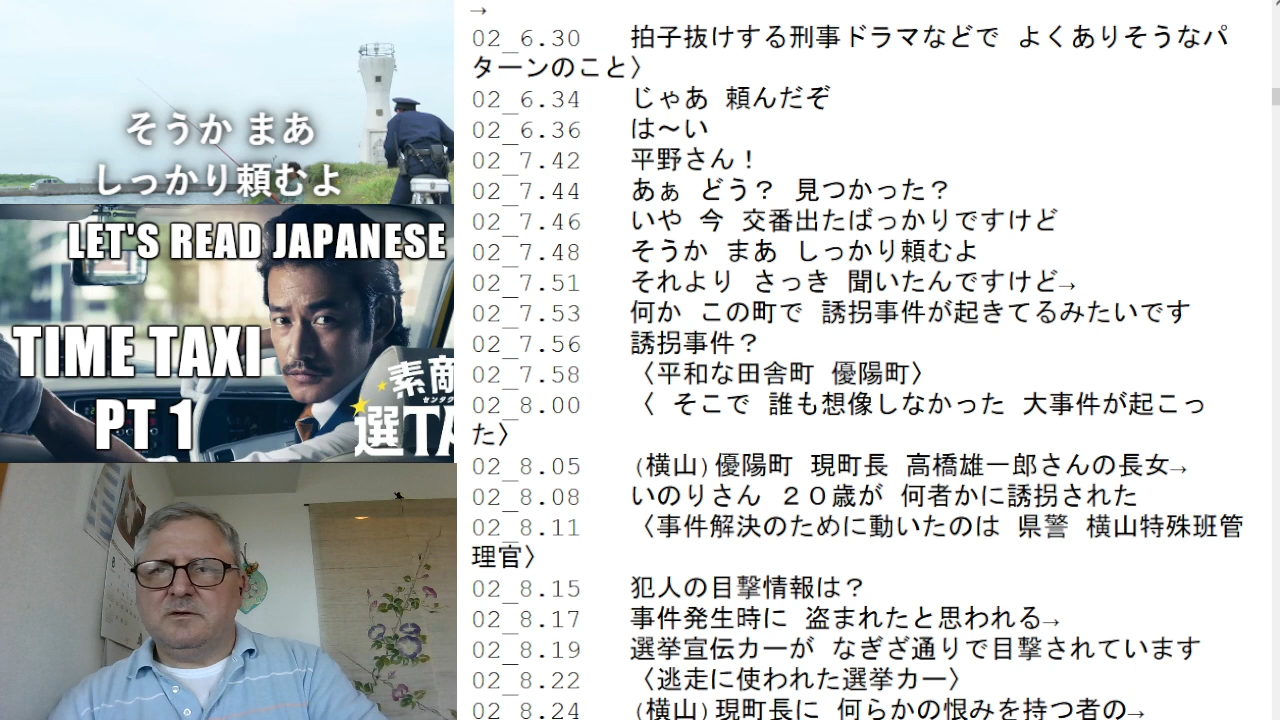 そうか まあ
しっかり頼むよ
LET'S READ JAPANESE
TIME TAXI
PT 1
素敵
センタク
選TA
→
02_6.30 拍子抜けする刑事ドラマなどで よくありそうなパ
ターンのこと〉
02_6.34 じゃあ 頼んだぞ
02_6.36 は~い
02_7.42 平野さん!
02_7.44 あぁ どう? 見つかった?
02_7.46 いや 今 交番出たばっかりですけど
02_7.48 そうか まあ しっかり頼むよ
02_7.51 それより さっき 聞いたんですけど→
02_7.53 何か この町で 誘拐事件が起きてるみたいです
02_7.56 誘拐事件?
02_7.58 〈平和な田舎町 優陽町〉
02_8.00 〈 そこで 誰も想像しなかった 大事件が起こっ
た〉
02_8.05 (横山)優陽町 現町長 高橋雄一郎さんの長女→
02_8.08 いのりさん 20歳が 何者かに誘拐された
02_8.11 〈事件解決のために動いたのは 県警 横山特殊班管
理官〉
02_8.15 犯人の目撃情報は?
02_8.17 事件発生時に 盗まれたと思われる→
02_8.19 選挙宣伝カーが なぎさ通りで目撃されています
02_8.22 〈逃走に使われた選挙カー〉
02_8.24 (横山)現町長に 何らかの恨みを持つ者の→